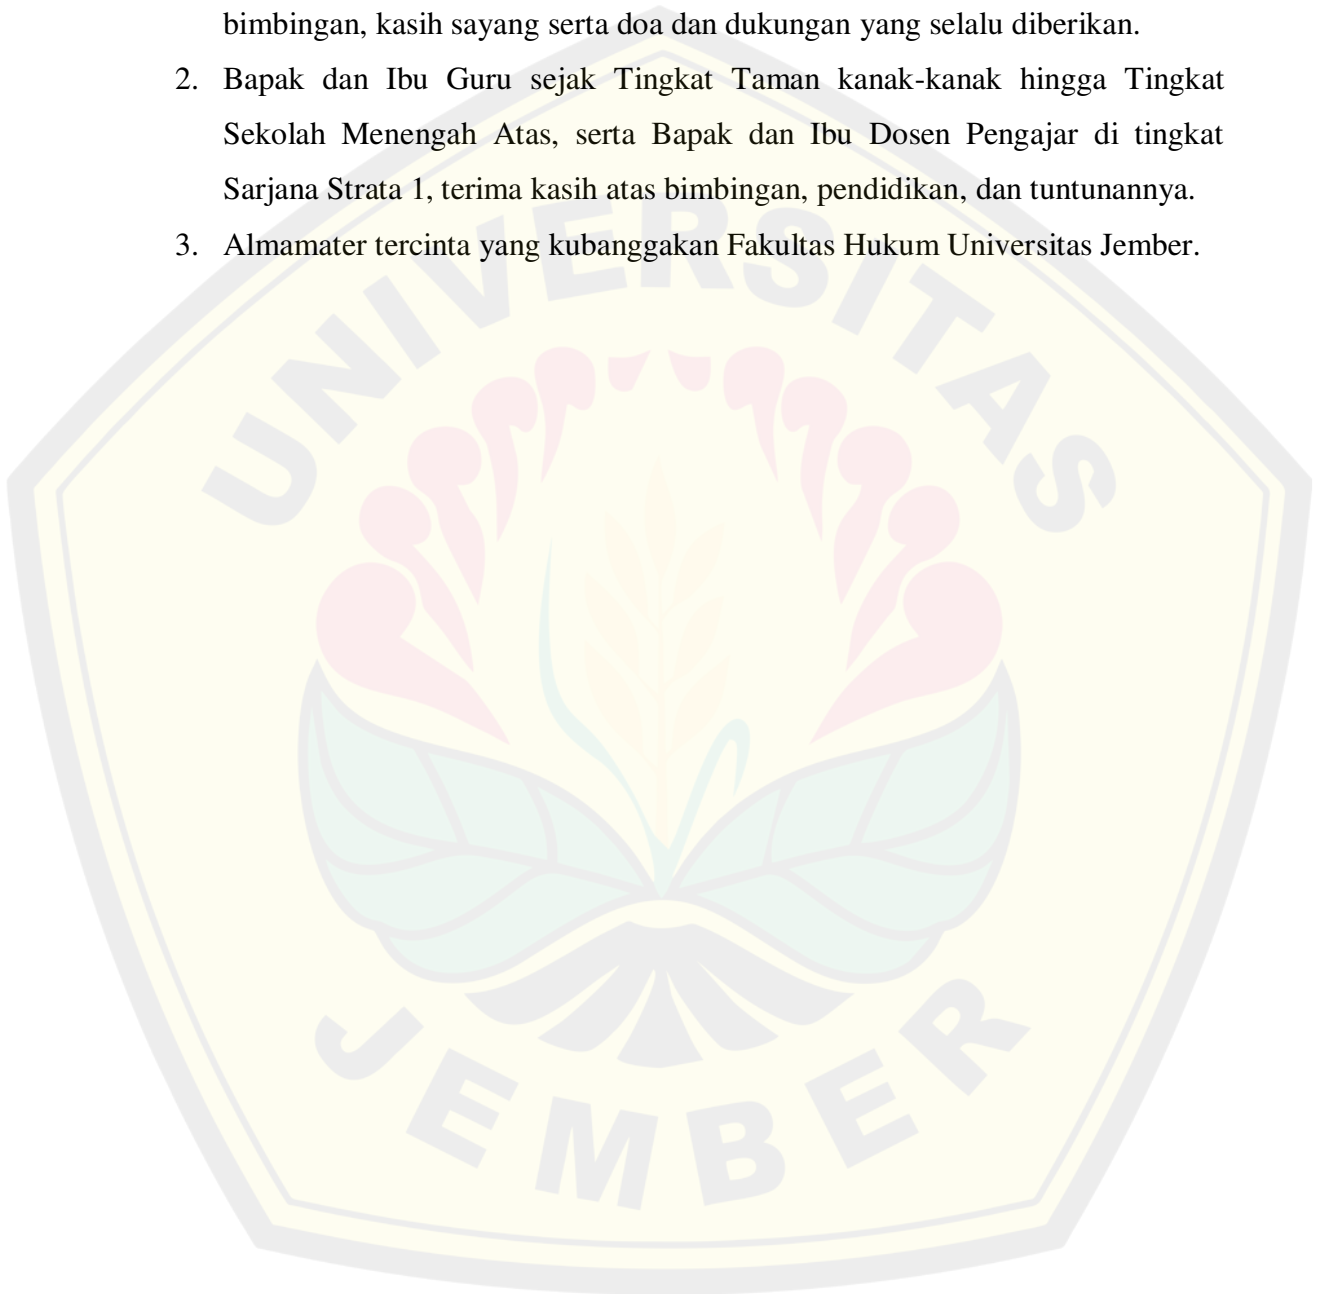 bimbingan, kasih sayang serta doa dan dukungan yang selalu diberikan.
2. Bapak dan Ibu Guru sejak Tingkat Taman kanak-kanak hingga Tingkat
Sekolah Menengah Atas, serta Bapak dan Ibu Dosen Pengajar di tingkat
Sarjana Strata 1, terima kasih atas bimbingan, pendidikan, dan tuntunannya.
3. Almamater tercinta yang kubanggakan Fakultas Hukum Universitas Jember.
UNIVERSITAS
JEMBER